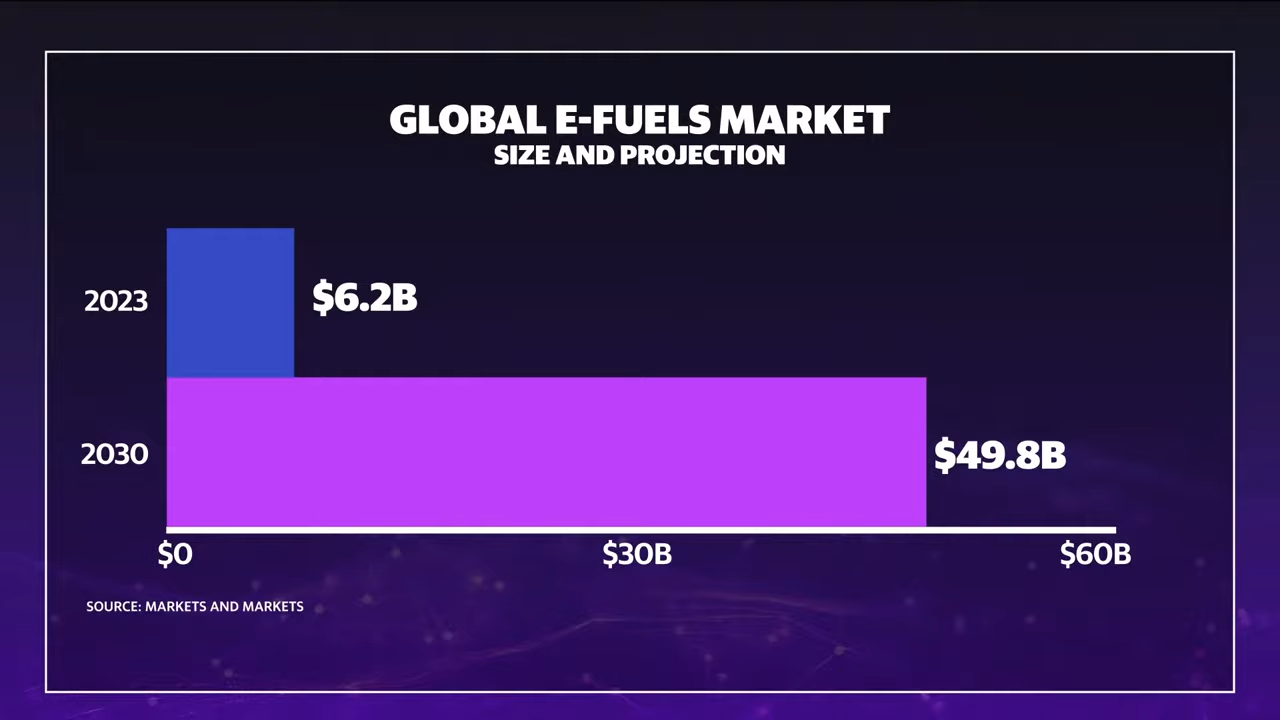 GLOBAL E-FUELS MARKET
SIZE AND PROJECTION
2023
$6.2B
2030
$49.8B
$0
$30B
$60B
SOURCE: MARKETS AND MARKETS